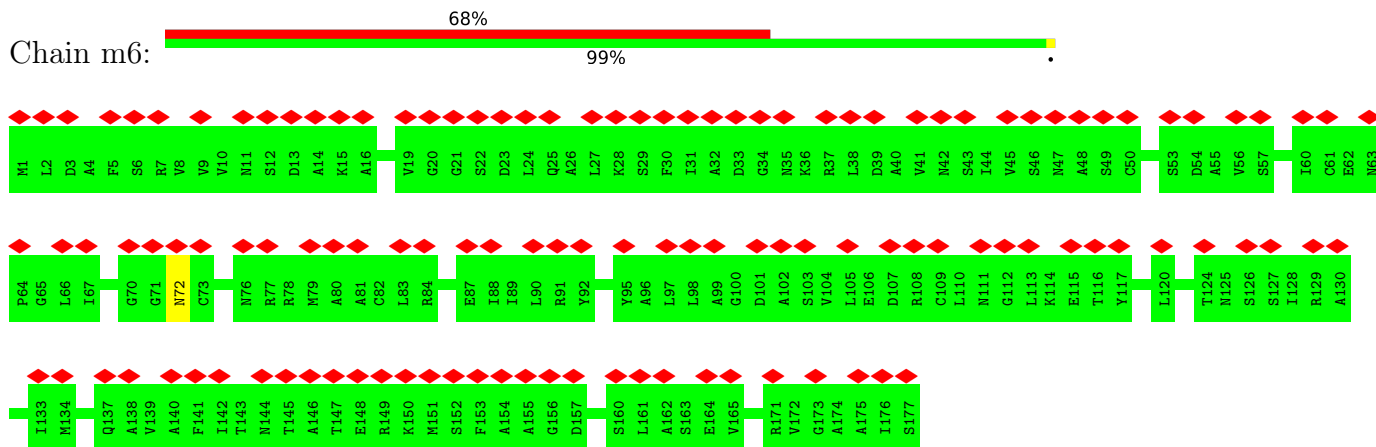 68%
Chain m6:
99%
.
M1 L2 D3 A4 F5 S6 R7 V8 V9 V10 N11 S12 D13 A14 K15 A16 V19 G20 G21 S22 D23 L24 Q25 A26 L27 K28 S29 F30 I31 A32 D33 G34 N35 K36 R37 L38 D39 A40 V41 N42 S43 I44 V45 S46 N47 A48 S49 C50 S53 D54 A55 V56 S57 I60 C61 E62 N63
P64 G65 L66 I67 G70 G71 N72 C73 N76 R77 R78 M79 A80 A81 C82 L83 R84 E87 I88 I89 L90 R91 Y92 Y95 A96 L97 L98 A99 G100 D101 A102 S103 V104 L105 E106 D107 R108 C109 L110 N111 G112 L113 K114 E115 T116 Y117 L120 T124 N125 S126 S127 I128 R129 A130
I133 M134 Q137 A138 V139 A140 F141 I142 T143 N144 T145 A146 T147 E148 R149 K150 M151 S152 F153 A154 A155 G156 D157 S160 L161 A162 S163 E164 V165 R171 V172 G173 A174 A175 I176 S177